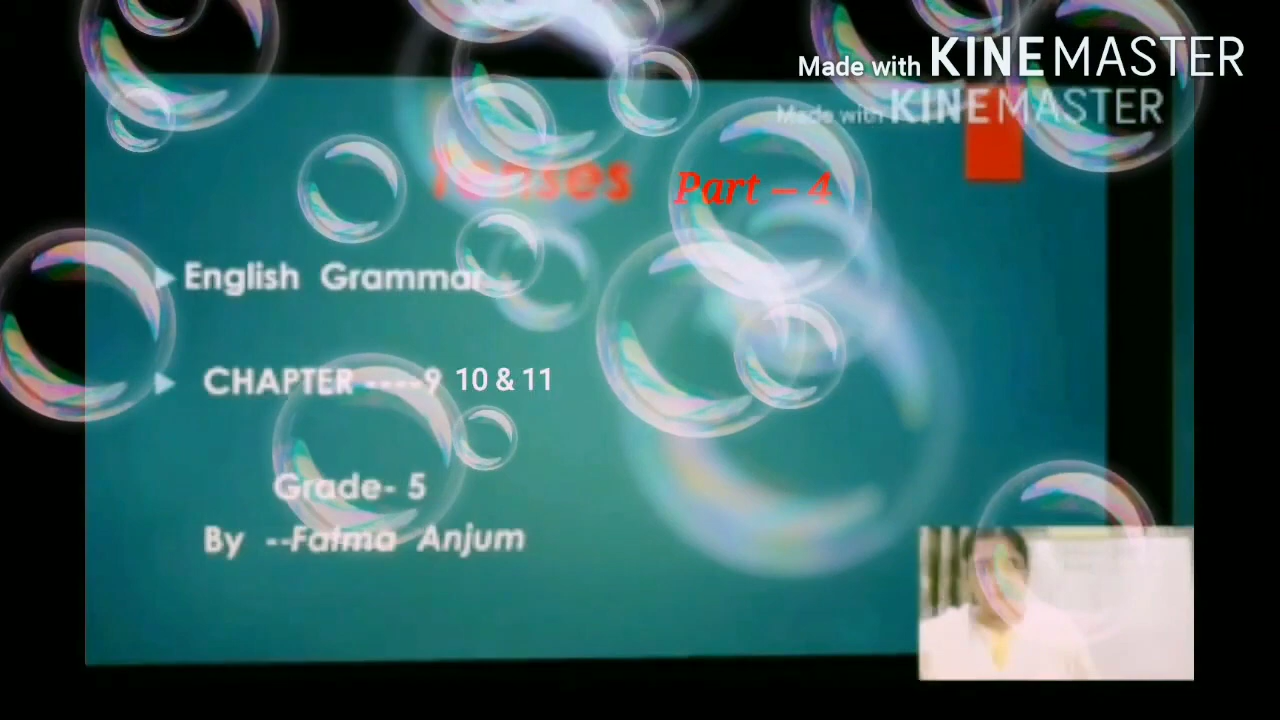 Made with KINEMASTER
Made with KINEMASTER
Tenses Part – 4
English Grammar
CHAPTER ----9 10 & 11
Grade- 5
By --Fatma Anjum